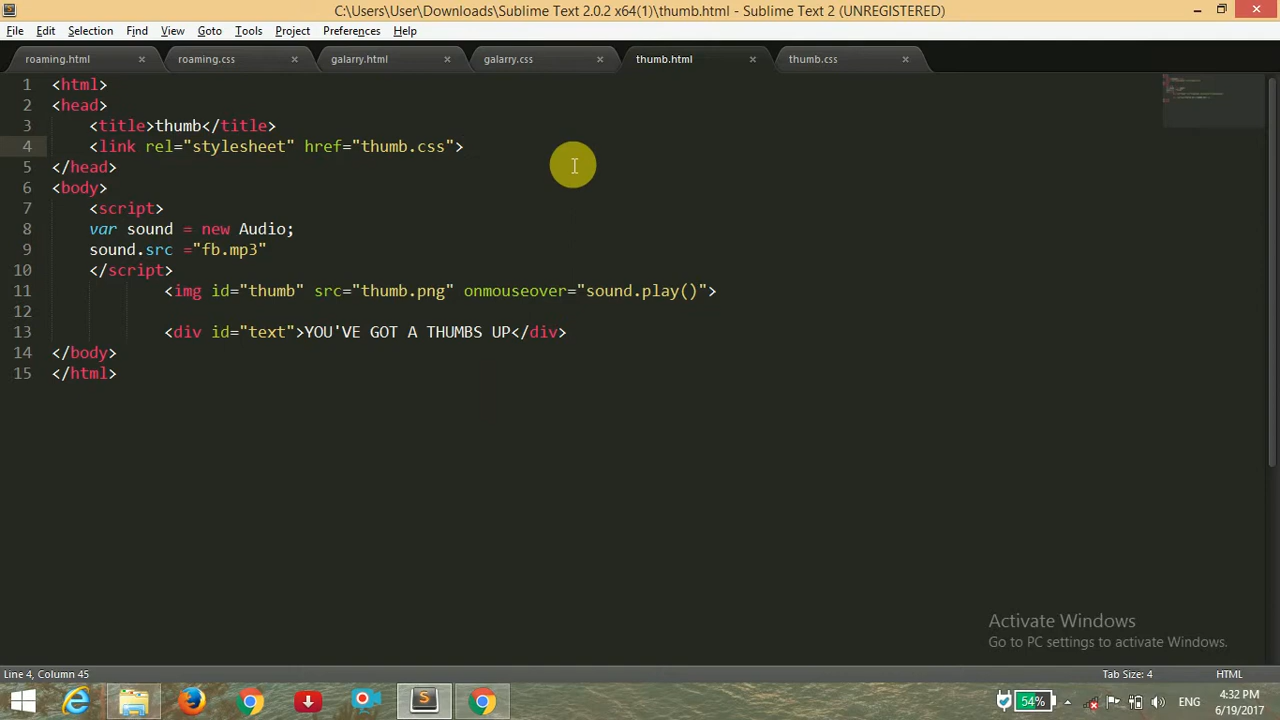 C:\Users\User\Downloads\Sublime Text 2.0.2 x64(1)\thumb.html - Sublime Text 2 (UNREGISTERED)
File Edit Selection Find View Goto Tools Project Preferences Help
roaming.html roaming.css galarry.html galarry.css thumb.html thumb.css
1 <html>
2 <head>
3 <title>thumb</title>
4 <link rel="stylesheet" href="thumb.css">
5 </head>
6 <body>
7 <script>
8 var sound = new Audio;
9 sound.src ="fb.mp3"
10 </script>
11 <img id="thumb" src="thumb.png" onmouseover="sound.play()">
12
13 <div id="text">YOU'VE GOT A THUMBS UP</div>
14 </body>
15 </html>
Activate Windows
Go to PC settings to activate Windows.
Line 4, Column 45 Tab Size: 4 HTML
54% ENG 4:32 PM
6/19/2017